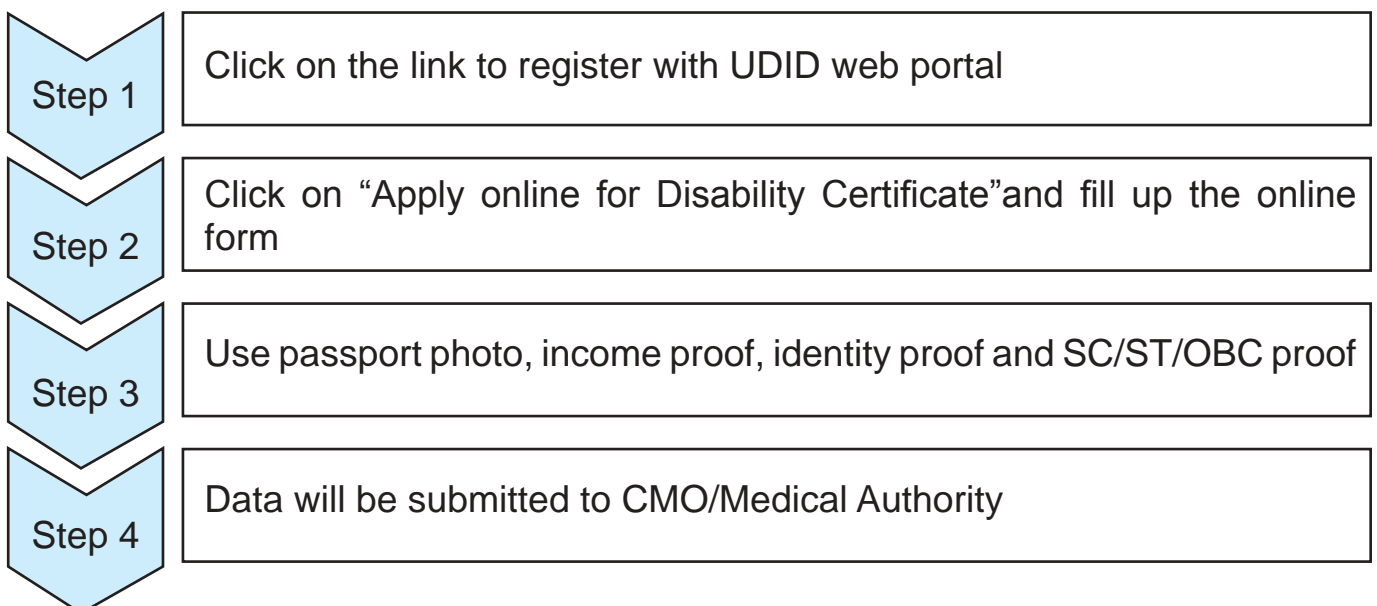 Step 1
Click on the link to register with UDID web portal
Step 2
Click on “Apply online for Disability Certificate”and fill up the online
form
Step 3
Use passport photo, income proof, identity proof and SC/ST/OBC proof
Step 4
Data will be submitted to CMO/Medical Authority